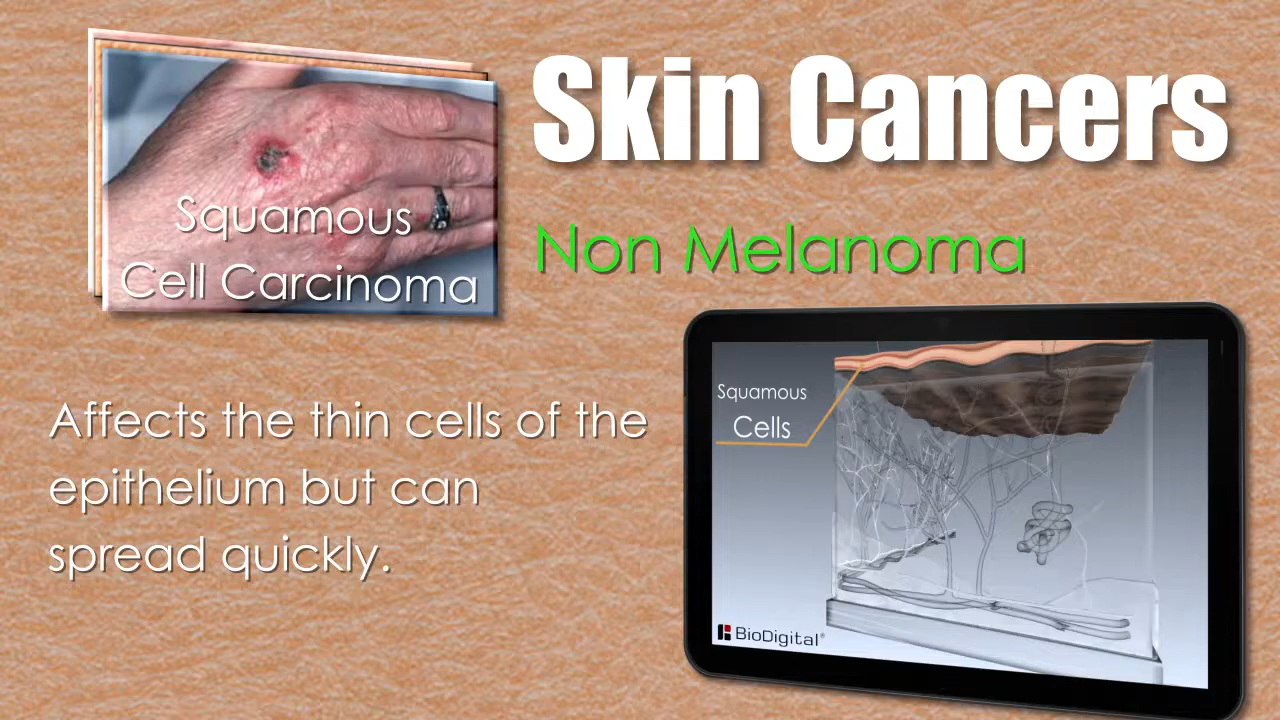 Skin Cancers
Squamous
Cell Carcinoma
Non Melanoma
Affects the thin cells of the
epithelium but can
spread quickly.
Squamous
Cells
BioDigital®